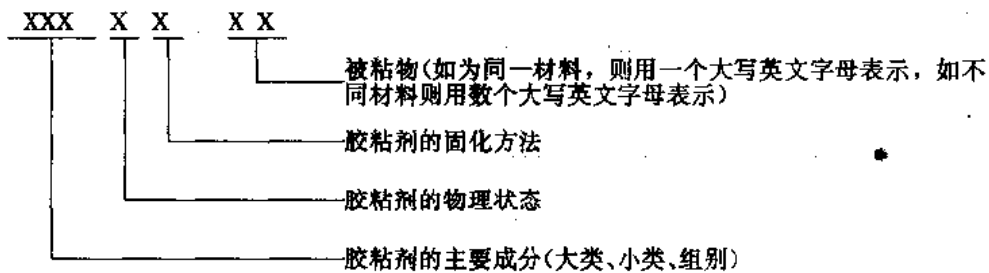 XXX X X X X
被粘物(如为同一材料，则用一个大写英文字母表示，如不
同材料则用数个大写英文字母表示)
胶粘剂的固化方法
胶粘剂的物理状态
胶粘剂的主要成分(大类、小类、组别)